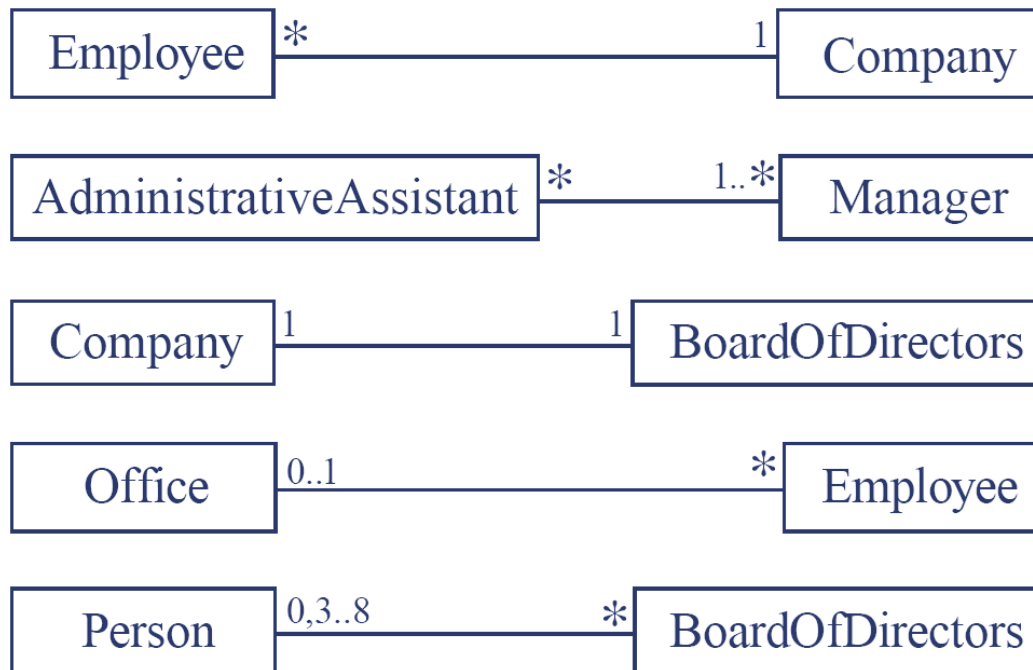 Employee * 1 Company
AdministrativeAssistant * 1..* Manager
Company 1 1 BoardOfDirectors
Office 0..1 * Employee
Person 0,3..8 * BoardOfDirectors